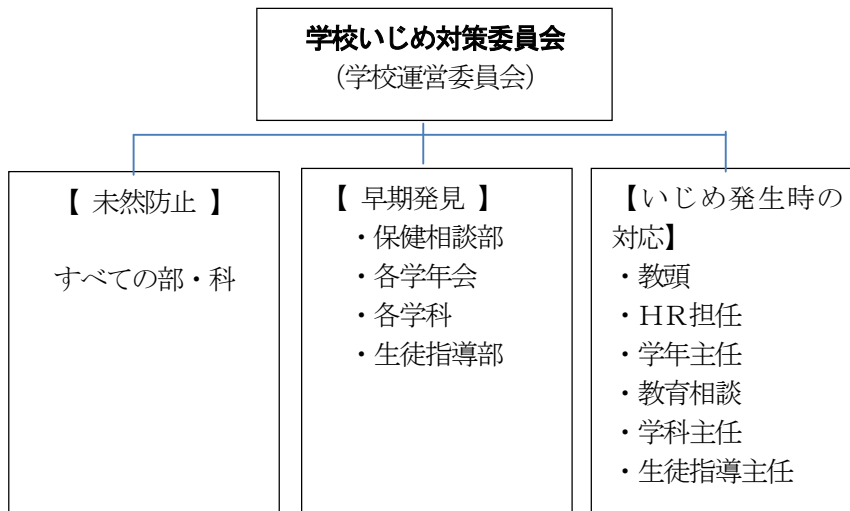 学校いじめ対策委員会
（学校運営委員会）
【 未然防止 】
すべての部・科
【 早期発見 】
・保健相談部
・各学年会
・各学科
・生徒指導部
【いじめ発生時の
対応】
・教頭
・ＨＲ担任
・学年主任
・教育相談
・学科主任
・生徒指導主任